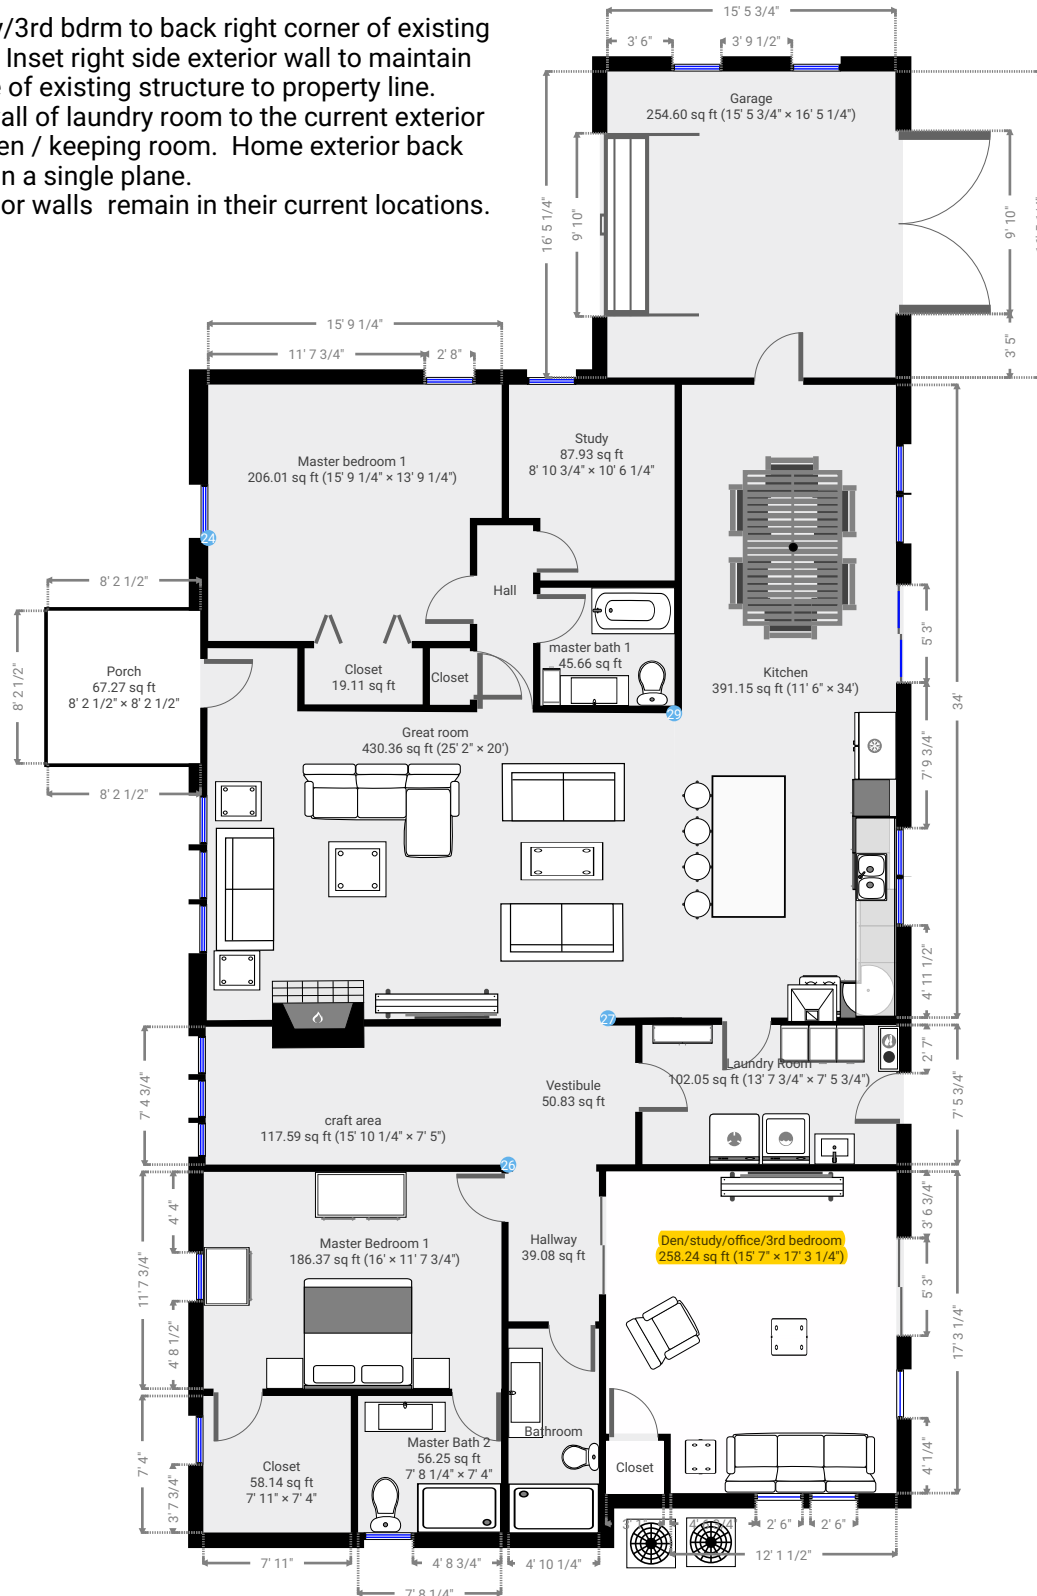 y/3rd bdrm to back right corner of existing
Inset right side exterior wall to maintain
e of existing structure to property line.
all of laundry room to the current exterior
en / keeping room. Home exterior back
n a single plane.
or walls remain in their current locations.
15' 5 3/4"
3' 6"
3' 9 1/2"
Garage
254.60 sq ft (15' 5 3/4" × 16' 5 1/4")
16' 5 1/4"
9' 10"
9' 10"
3' 5"
15' 9 1/4"
11' 7 3/4"
2' 8"
Master bedroom 1
206.01 sq ft (15' 9 1/4" × 13' 9 1/4")
Study
87.93 sq ft
8' 10 3/4" × 10' 6 1/4"
24
Hall
8' 2 1/2"
8' 2 1/2"
Porch
67.27 sq ft
8' 2 1/2" × 8' 2 1/2"
8' 2 1/2"
Closet
19.11 sq ft
Closet
master bath 1
45.66 sq ft
Kitchen
391.15 sq ft (11' 6" × 34')
5' 3"
34'
7' 9 3/4"
29
Great room
430.36 sq ft (25' 2" × 20')
4' 11 1/2"
27
Laundry Room
102.05 sq ft (13' 7 3/4" × 7' 5 3/4")
2' 7"
7' 5 3/4"
7' 4 3/4"
Vestibule
50.83 sq ft
craft area
117.59 sq ft (15' 10 1/4" × 7' 5")
26
4' 4"
11' 7 3/4"
4' 8 1/2"
Master Bedroom 1
186.37 sq ft (16' × 11' 7 3/4")
Hallway
39.08 sq ft
Den/study/office/3rd bedroom
258.24 sq ft (15' 7" × 17' 3 1/4")
3' 6 3/4"
5' 3"
17' 3 1/4"
4' 1/4"
7' 4"
3' 7 3/4"
Closet
58.14 sq ft
7' 11" × 7' 4"
Master Bath 2
56.25 sq ft
7' 8 1/4" × 7' 4"
Bathroom
Closet
3' 1"
2' 6"
2' 6"
12' 1 1/2"
7' 11"
4' 8 3/4"
4' 10 1/4"
7' 8 1/4"